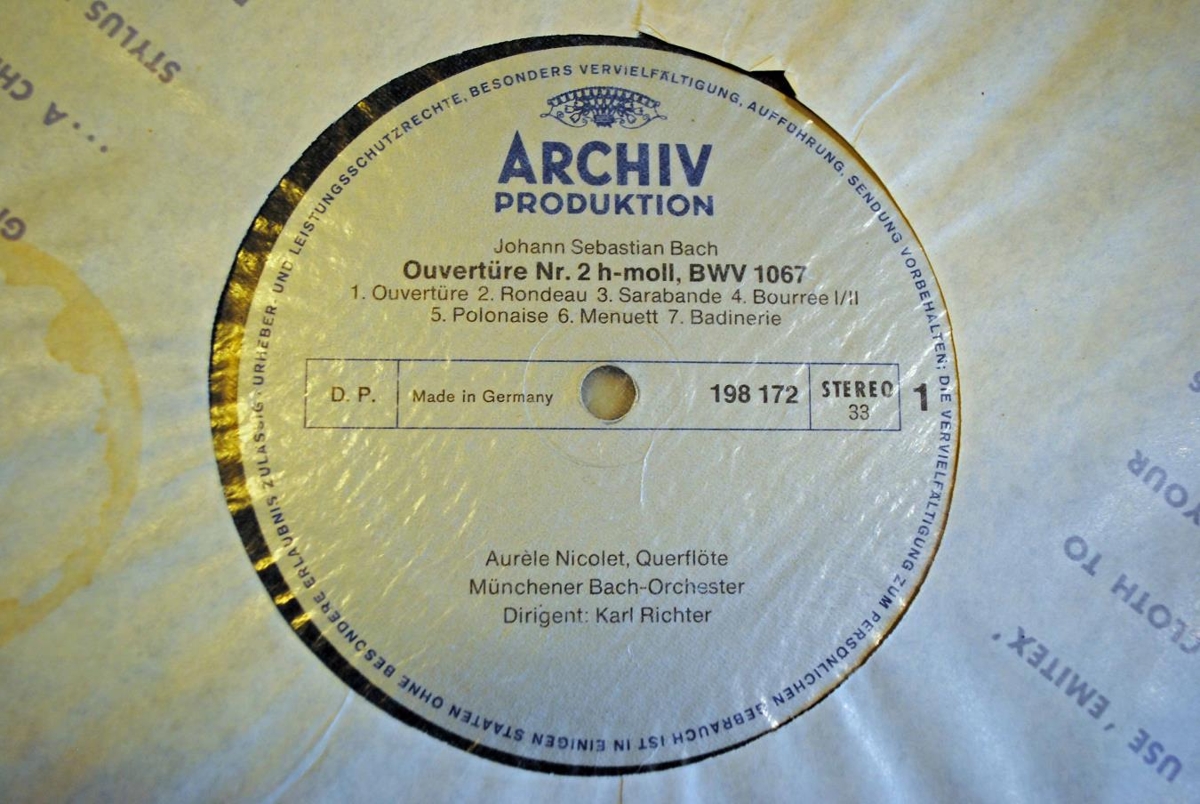 ARCHIV
PRODUKTION
Johann Sebastian Bach
Ouvertüre Nr. 2 h-moll, BWV 1067
1. Ouvertüre 2. Rondeau 3. Sarabande 4. Bourrée I/II
5. Polonaise 6. Menuett 7. Badinerie
D. P. Made in Germany 198 172 STEREO 33 1
Aurèle Nicolet, Querflöte
Münchener Bach-Orchester
Dirigent: Karl Richter
URHEBER- UND LEISTUNGSSCHUTZRECHTE, BESONDERS VERVIELFÄLTIGUNG, AUFFÜHRUNG, SENDUNG VORBEHALTEN; DIE VERVIELFÄLTIGUNG ZUM PERSÖNLICHEN GEBRAUCH IST IN EINIGEN STAATEN OHNE BESONDERE ERLAUBNIS ZULÄSSIG ·
STYLUS
... A
USE 'EMITEX'
CLOTH TO
YOUR